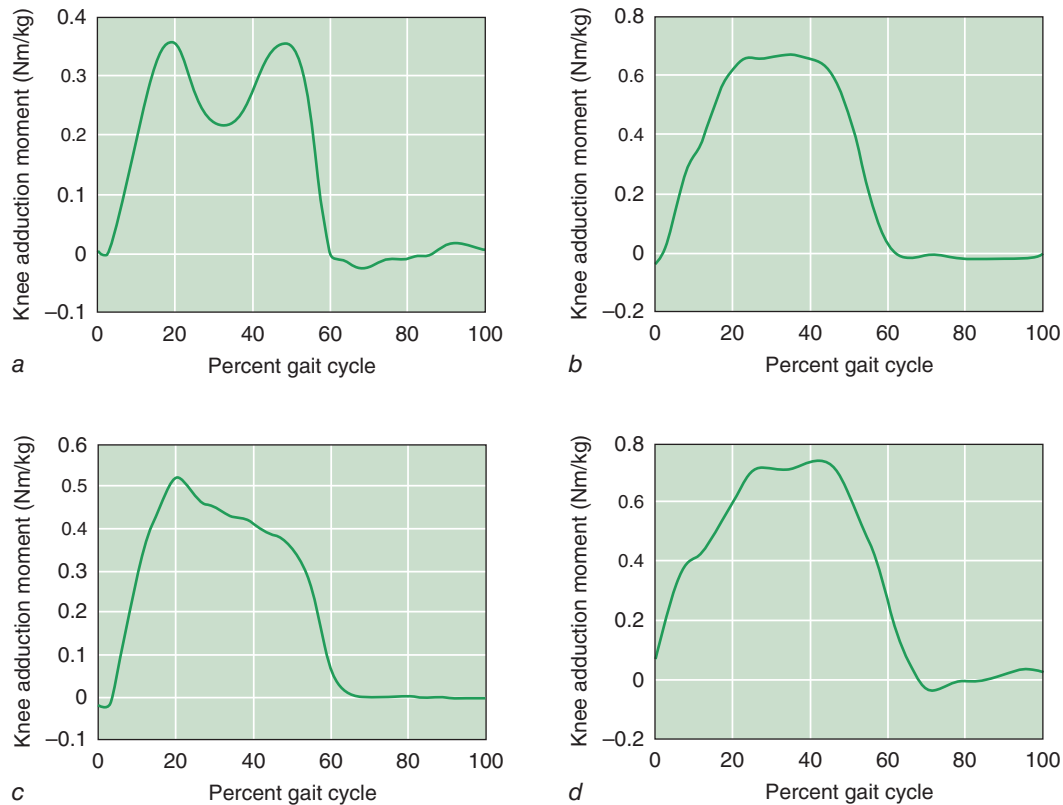 Knee adduction moment (Nm/kg)
0.4
0.3
0.2
0.1
0
–0.1
0 20 40 60 80 100
Percent gait cycle
a
Knee adduction moment (Nm/kg)
0.8
0.6
0.4
0.2
0
–0.2
0 20 40 60 80 100
Percent gait cycle
b
Knee adduction moment (Nm/kg)
0.6
0.5
0.4
0.3
0.2
0.1
0
–0.1
0 20 40 60 80 100
Percent gait cycle
c
Knee adduction moment (Nm/kg)
0.8
0.6
0.4
0.2
0
–0.2
0 20 40 60 80 100
Percent gait cycle
d